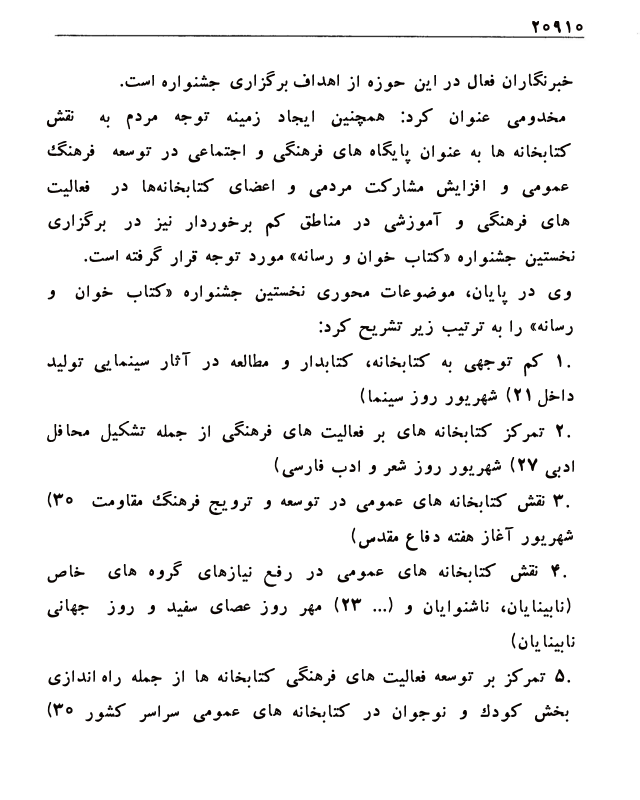 ۲۰۹۱۰
خبرنگاران فعال در این حوزه از اهداف برگزاری جشنواره است.
مخدومی عنوان کرد: همچنین ایجاد زمینه توجه مردم به نقش
کتابخانه ها به عنوان پایگاه های فرهنگی و اجتماعی در توسعه فرهنگ
عمومی و افزایش مشارکت مردمی و اعضای کتابخانه‌ها در فعالیت
های فرهنگی و آموزشی در مناطق کم برخوردار نیز در برگزاری
نخستین جشنواره «کتاب خوان و رسانه» مورد توجه قرار گرفته است.
وی در پایان، موضوعات محوری نخستین جشنواره «کتاب خوان و
رسانه» را به ترتیب زیر تشریح کرد:
.۱ کم توجهی به کتابخانه، کتابدار و مطالعه در آثار سینمایی تولید
داخل ۲۱) شهریور روز سینما)
.۲ تمرکز کتابخانه های بر فعالیت های فرهنگی از جمله تشکیل محافل
ادبی ۲۷) شهریور روز شعر و ادب فارسی)
.۳ نقش کتابخانه های عمومی در توسعه و ترویج فرهنگ مقاومت ۳۰)
شهریور آغاز هفته دفاع مقدس)
.۴ نقش کتابخانه های عمومی در رفع نیازهای گروه های خاص
(نابینایان، ناشنوایان و (... ۲۳) مهر روز عصای سفید و روز جهانی
نابینایان)
.۵ تمرکز بر توسعه فعالیت های فرهنگی کتابخانه ها از جمله راه اندازی
بخش کودك و نوجوان در کتابخانه های عمومی سراسر کشور ۳۰)